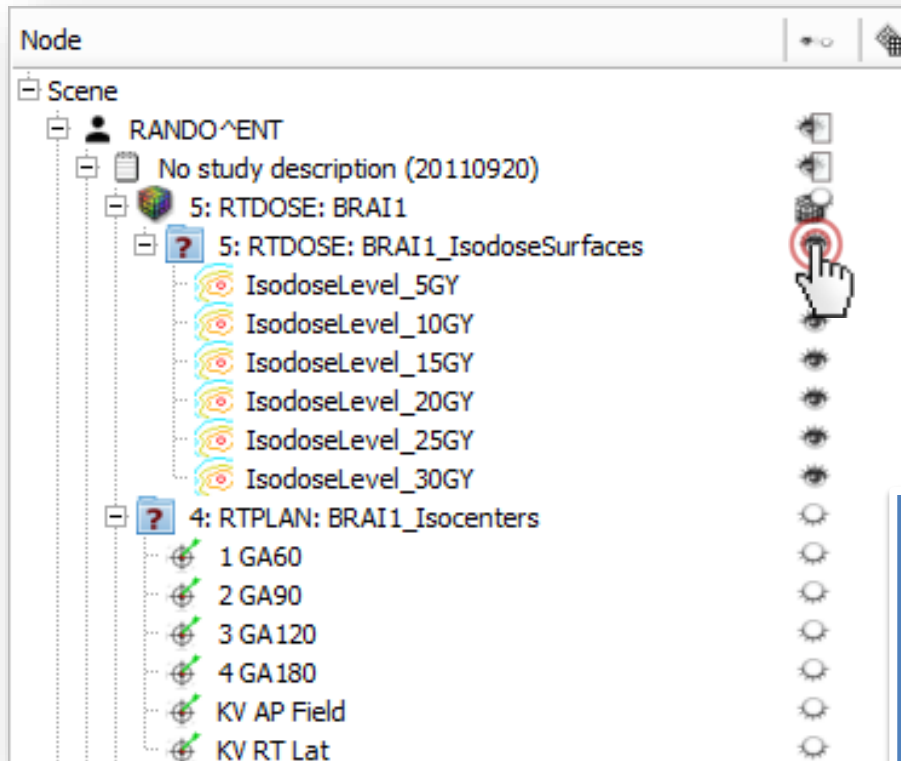 Node
Scene
RANDO^ENT
No study description (20110920)
5: RTDOSE: BRAI1
? 5: RTDOSE: BRAI1_IsodoseSurfaces
IsodoseLevel_5GY
IsodoseLevel_10GY
IsodoseLevel_15GY
IsodoseLevel_20GY
IsodoseLevel_25GY
IsodoseLevel_30GY
? 4: RTPLAN: BRAI1_Isocenters
1 GA60
2 GA90
3 GA120
4 GA180
KV AP Field
KV RT Lat